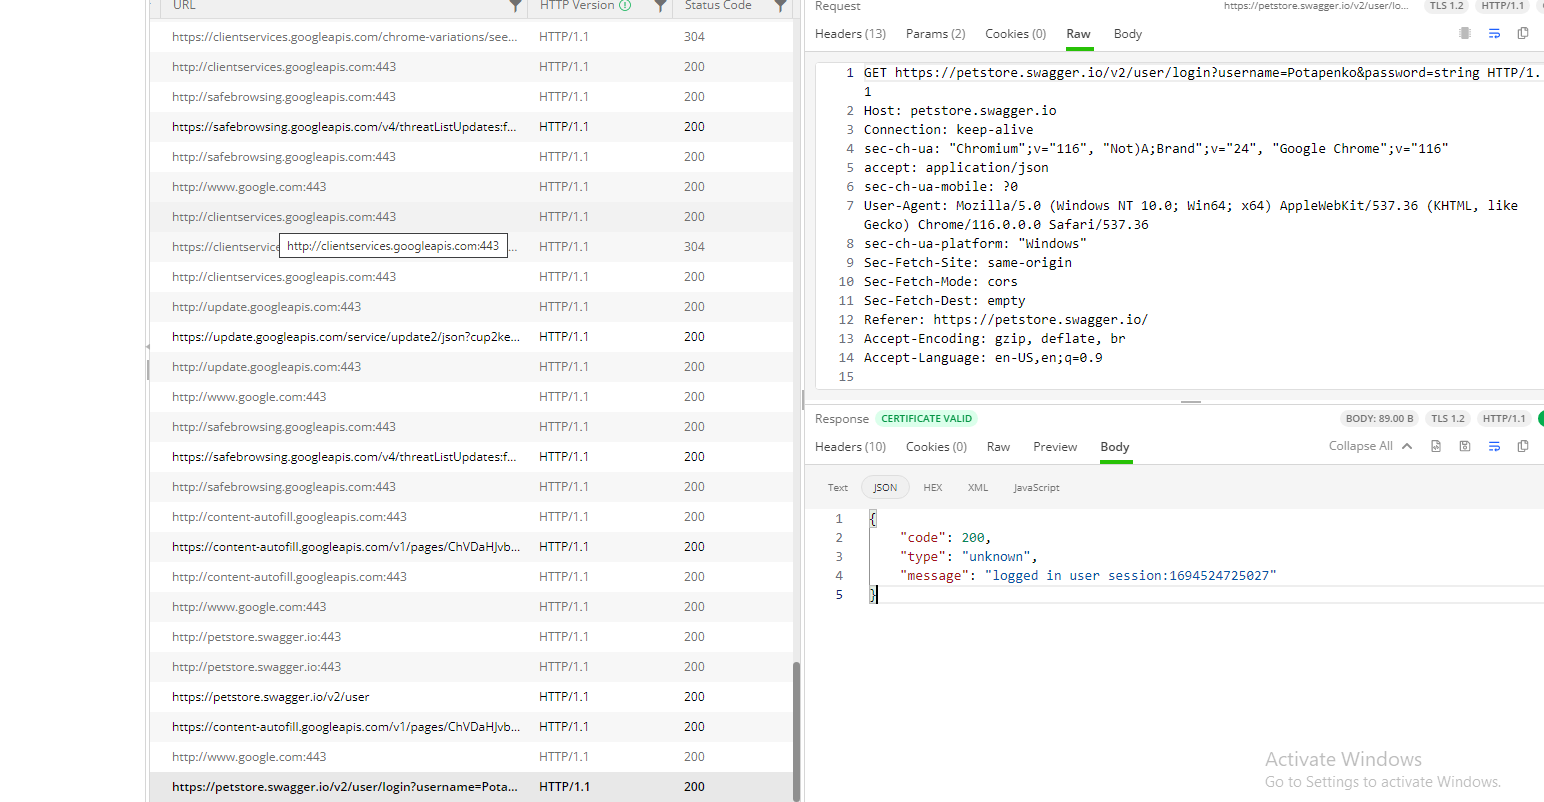 URL HTTP Version Status Code
https://clientservices.googleapis.com/chrome-variations/see... HTTP/1.1 304
http://clientservices.googleapis.com:443 HTTP/1.1 200
http://safebrowsing.googleapis.com:443 HTTP/1.1 200
https://safebrowsing.googleapis.com/v4/threatListUpdates:f... HTTP/1.1 200
http://safebrowsing.googleapis.com:443 HTTP/1.1 200
http://www.google.com:443 HTTP/1.1 200
http://clientservices.googleapis.com:443 HTTP/1.1 200
https://clientservice ... HTTP/1.1 304
http://clientservices.googleapis.com:443
http://clientservices.googleapis.com:443 HTTP/1.1 200
http://update.googleapis.com:443 HTTP/1.1 200
https://update.googleapis.com/service/update2/json?cup2ke... HTTP/1.1 200
http://update.googleapis.com:443 HTTP/1.1 200
http://www.google.com:443 HTTP/1.1 200
http://safebrowsing.googleapis.com:443 HTTP/1.1 200
https://safebrowsing.googleapis.com/v4/threatListUpdates:f... HTTP/1.1 200
http://safebrowsing.googleapis.com:443 HTTP/1.1 200
http://content-autofill.googleapis.com:443 HTTP/1.1 200
https://content-autofill.googleapis.com/v1/pages/ChVDaHJvb... HTTP/1.1 200
http://content-autofill.googleapis.com:443 HTTP/1.1 200
http://www.google.com:443 HTTP/1.1 200
http://petstore.swagger.io:443 HTTP/1.1 200
http://petstore.swagger.io:443 HTTP/1.1 200
https://petstore.swagger.io/v2/user HTTP/1.1 200
https://content-autofill.googleapis.com/v1/pages/ChVDaHJvb... HTTP/1.1 200
http://www.google.com:443 HTTP/1.1 200
https://petstore.swagger.io/v2/user/login?username=Pota... HTTP/1.1 200
Request https://petstore.swagger.io/v2/user/lo... TLS 1.2 HTTP/1.1
Headers (13) Params (2) Cookies (0) Raw Body
1 GET https://petstore.swagger.io/v2/user/login?username=Potapenko&password=string HTTP/1.
1
2 Host: petstore.swagger.io
3 Connection: keep-alive
4 sec-ch-ua: "Chromium";v="116", "Not)A;Brand";v="24", "Google Chrome";v="116"
5 accept: application/json
6 sec-ch-ua-mobile: ?0
7 User-Agent: Mozilla/5.0 (Windows NT 10.0; Win64; x64) AppleWebKit/537.36 (KHTML, like
Gecko) Chrome/116.0.0.0 Safari/537.36
8 sec-ch-ua-platform: "Windows"
9 Sec-Fetch-Site: same-origin
10 Sec-Fetch-Mode: cors
11 Sec-Fetch-Dest: empty
12 Referer: https://petstore.swagger.io/
13 Accept-Encoding: gzip, deflate, br
14 Accept-Language: en-US,en;q=0.9
15
Response CERTIFICATE VALID BODY: 89.00 B TLS 1.2 HTTP/1.1
Headers (10) Cookies (0) Raw Preview Body Collapse All
Text JSON HEX XML JavaScript
1 {
2 "code": 200,
3 "type": "unknown",
4 "message": "logged in user session:1694524725027"
5 }
Activate Windows
Go to Settings to activate Windows.